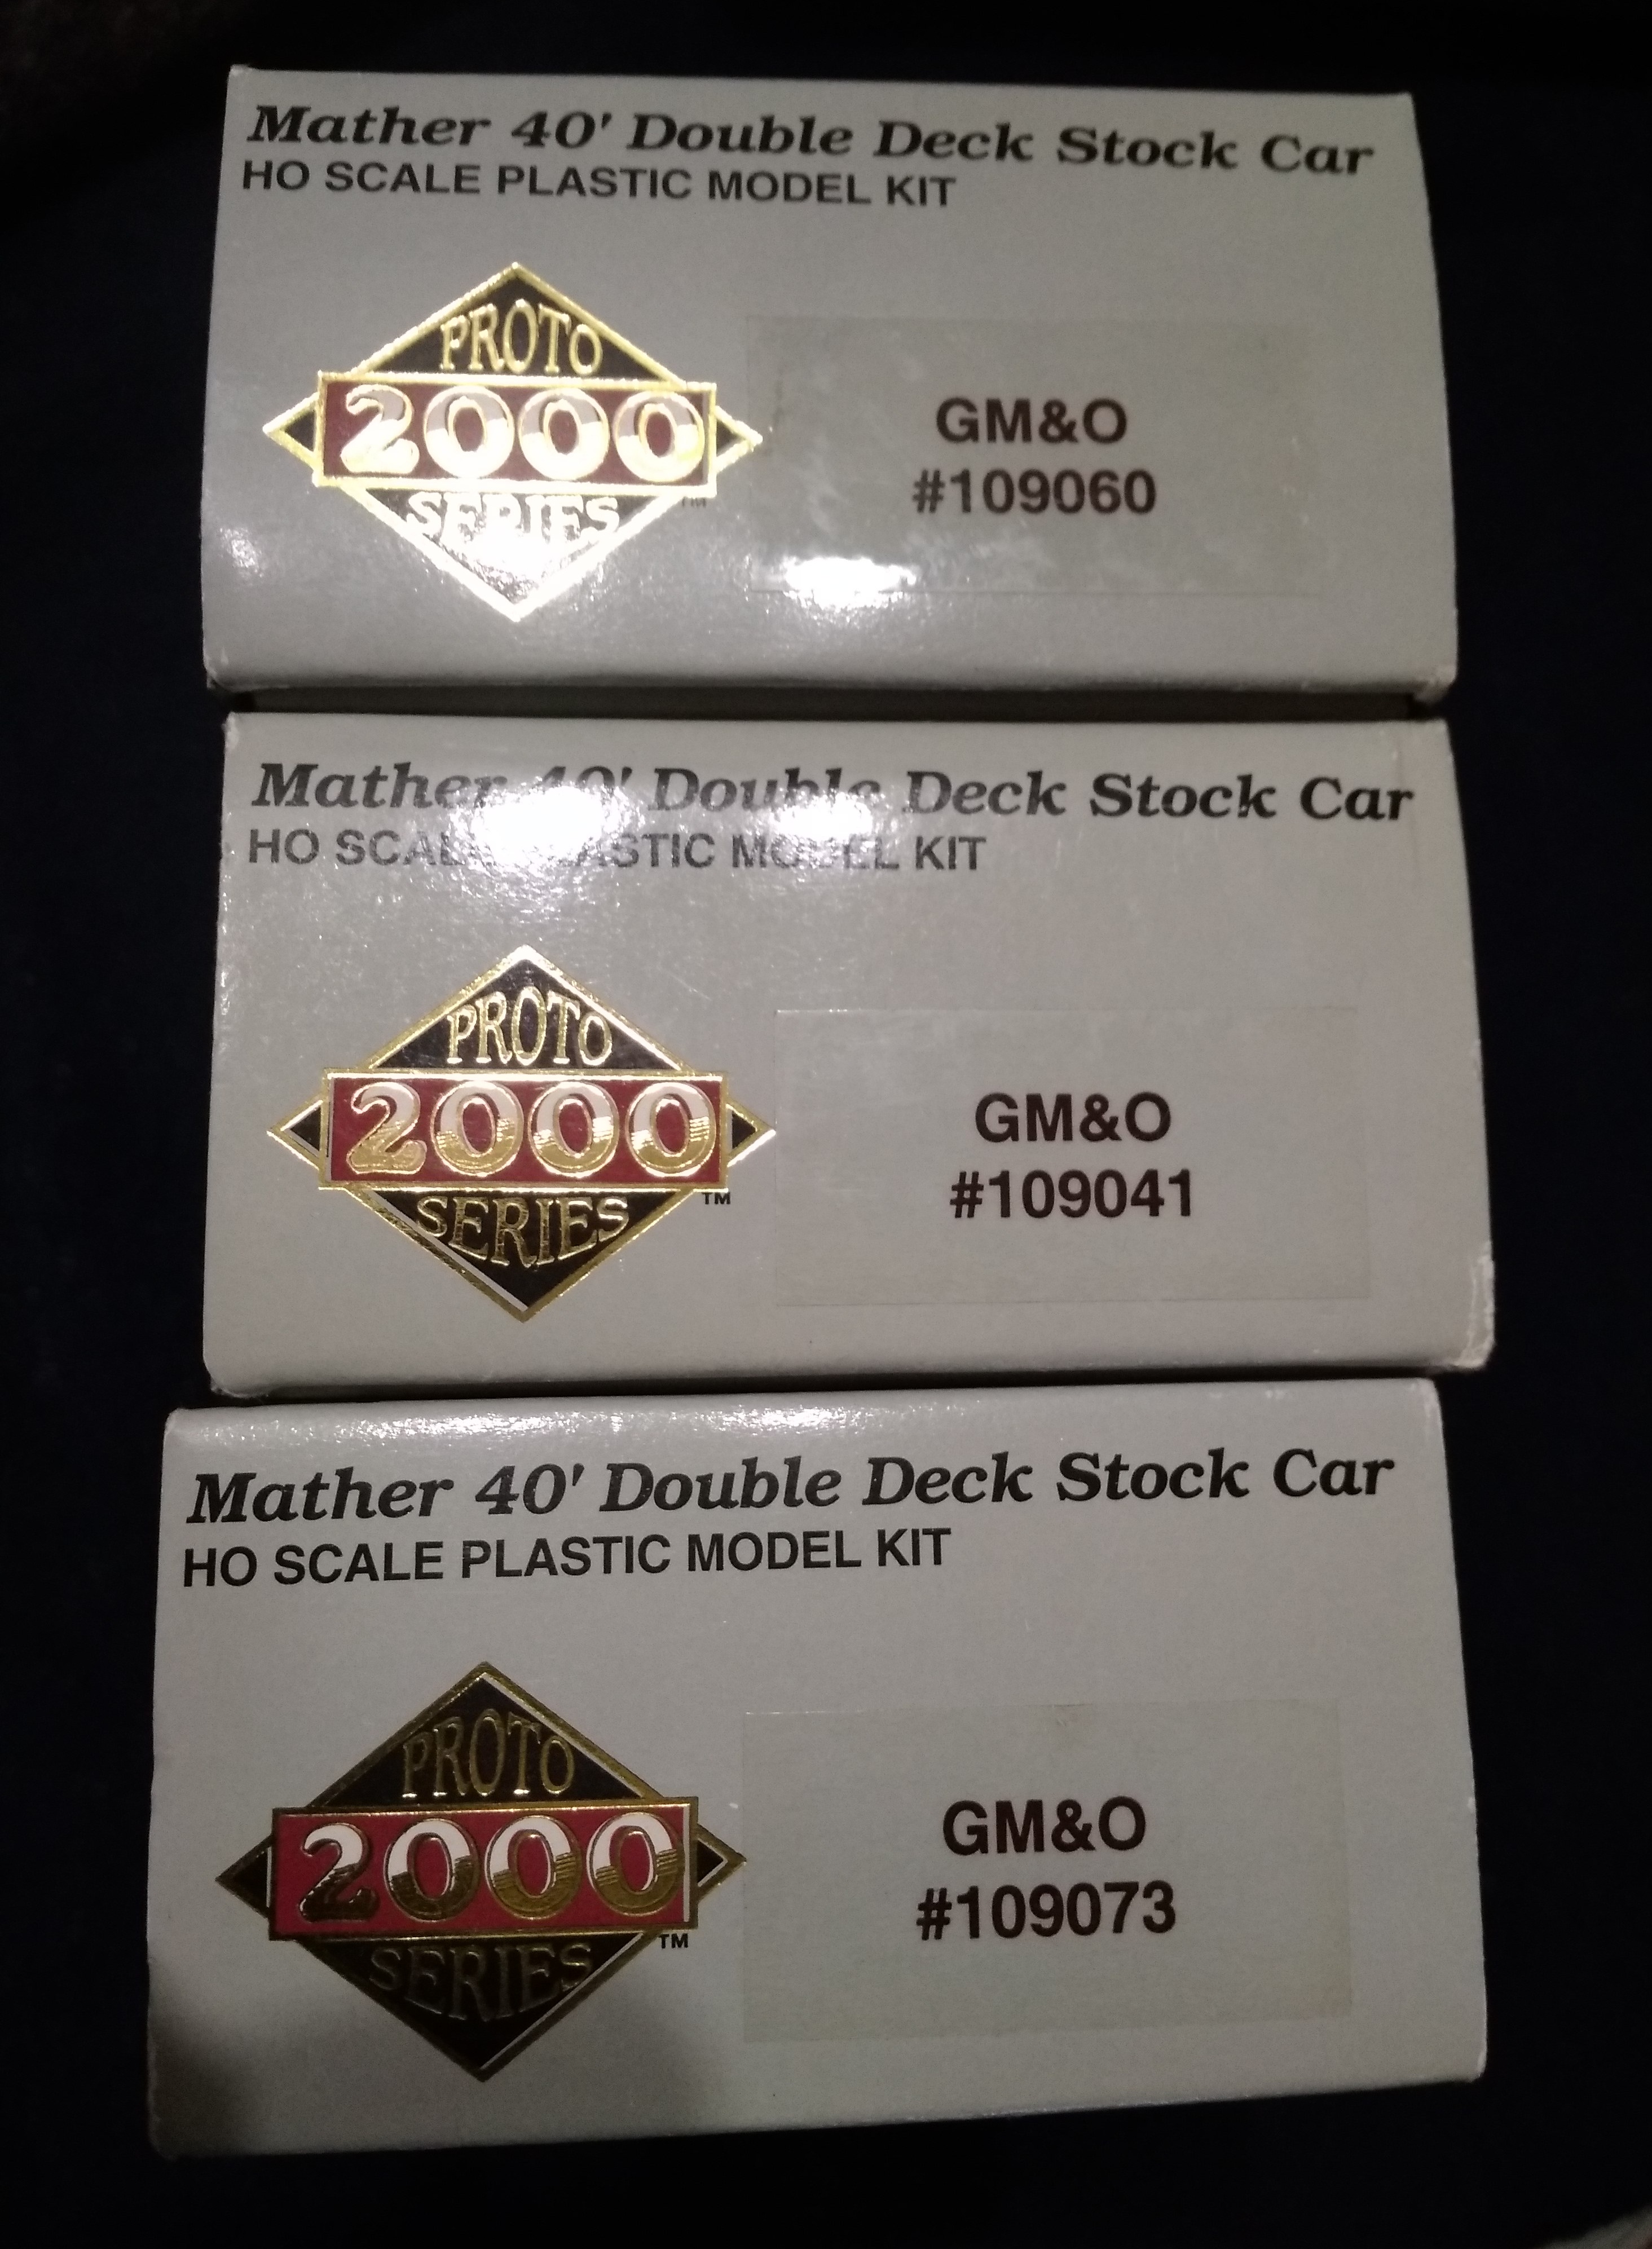 Mather 40' Double Deck Stock Car
HO SCALE PLASTIC MODEL KIT
PROTO
2000
SERIES
TM
GM&O
#109060
Mather 40' Double Deck Stock Car
HO SCALE PLASTIC MODEL KIT
PROTO
2000
SERIES
TM
GM&O
#109041
Mather 40' Double Deck Stock Car
HO SCALE PLASTIC MODEL KIT
PROTO
2000
SERIES
TM
GM&O
#109073